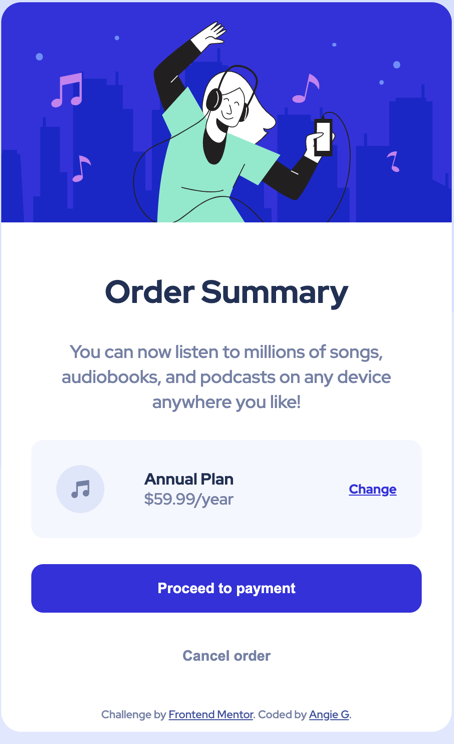 Order Summary
You can now listen to millions of songs,
audiobooks, and podcasts on any device
anywhere you like!
Annual Plan
$59.99/year
Change
Proceed to payment
Cancel order
Challenge by Frontend Mentor. Coded by Angie G.